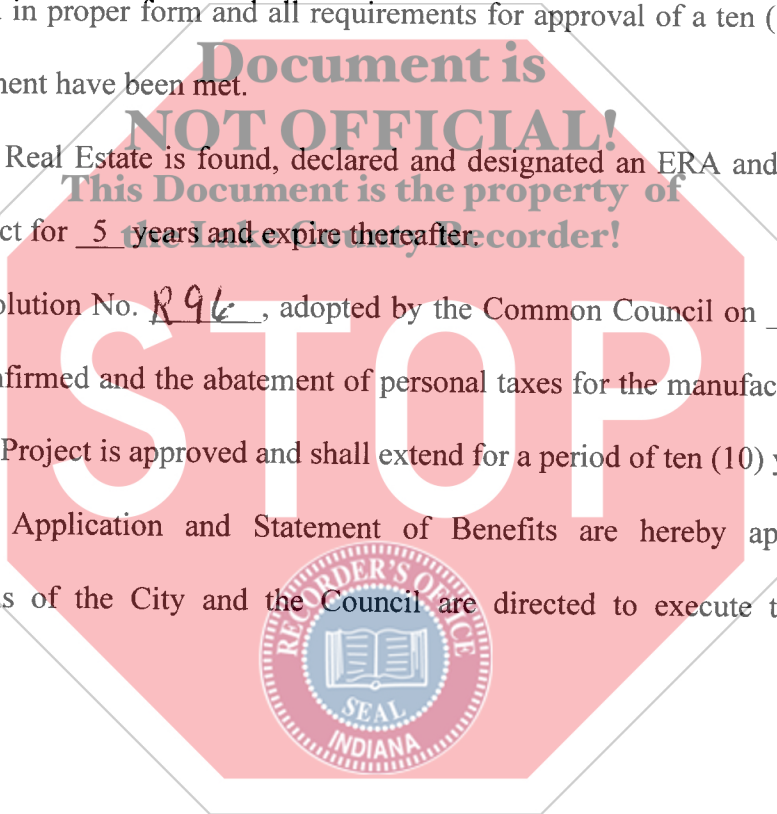 in proper form and all requirements for approval of a ten (
Document is
ment have been met.
NOT OFFICIAL!
Real Estate is found, declared and designated an ERA and
This Document is the property of
ct for 5 years and expire thereafter.
the Lake County Recorder!
olution No. R96, adopted by the Common Council on
nfirmed and the abatement of personal taxes for the manufac
STOP
Project is approved and shall extend for a period of ten (10) y
Application and Statement of Benefits are hereby ap
s of the City and the Council are directed to execute t
RECORDER'S OFFICE
SEAL
INDIANA